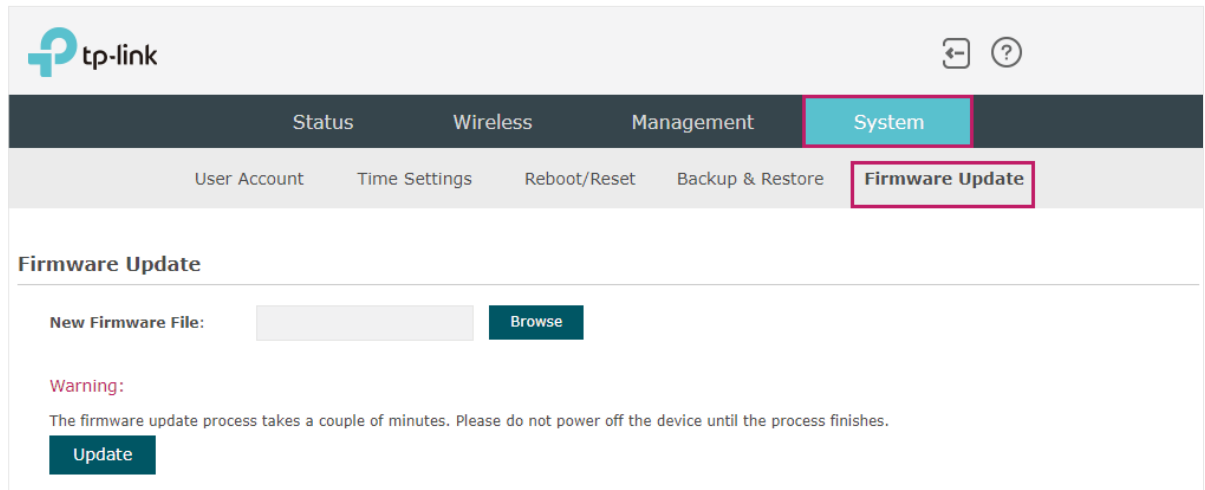 tp-link
Status Wireless Management System
User Account Time Settings Reboot/Reset Backup & Restore Firmware Update
Firmware Update
New Firmware File: Browse
Warning:
The firmware update process takes a couple of minutes. Please do not power off the device until the process finishes.
Update